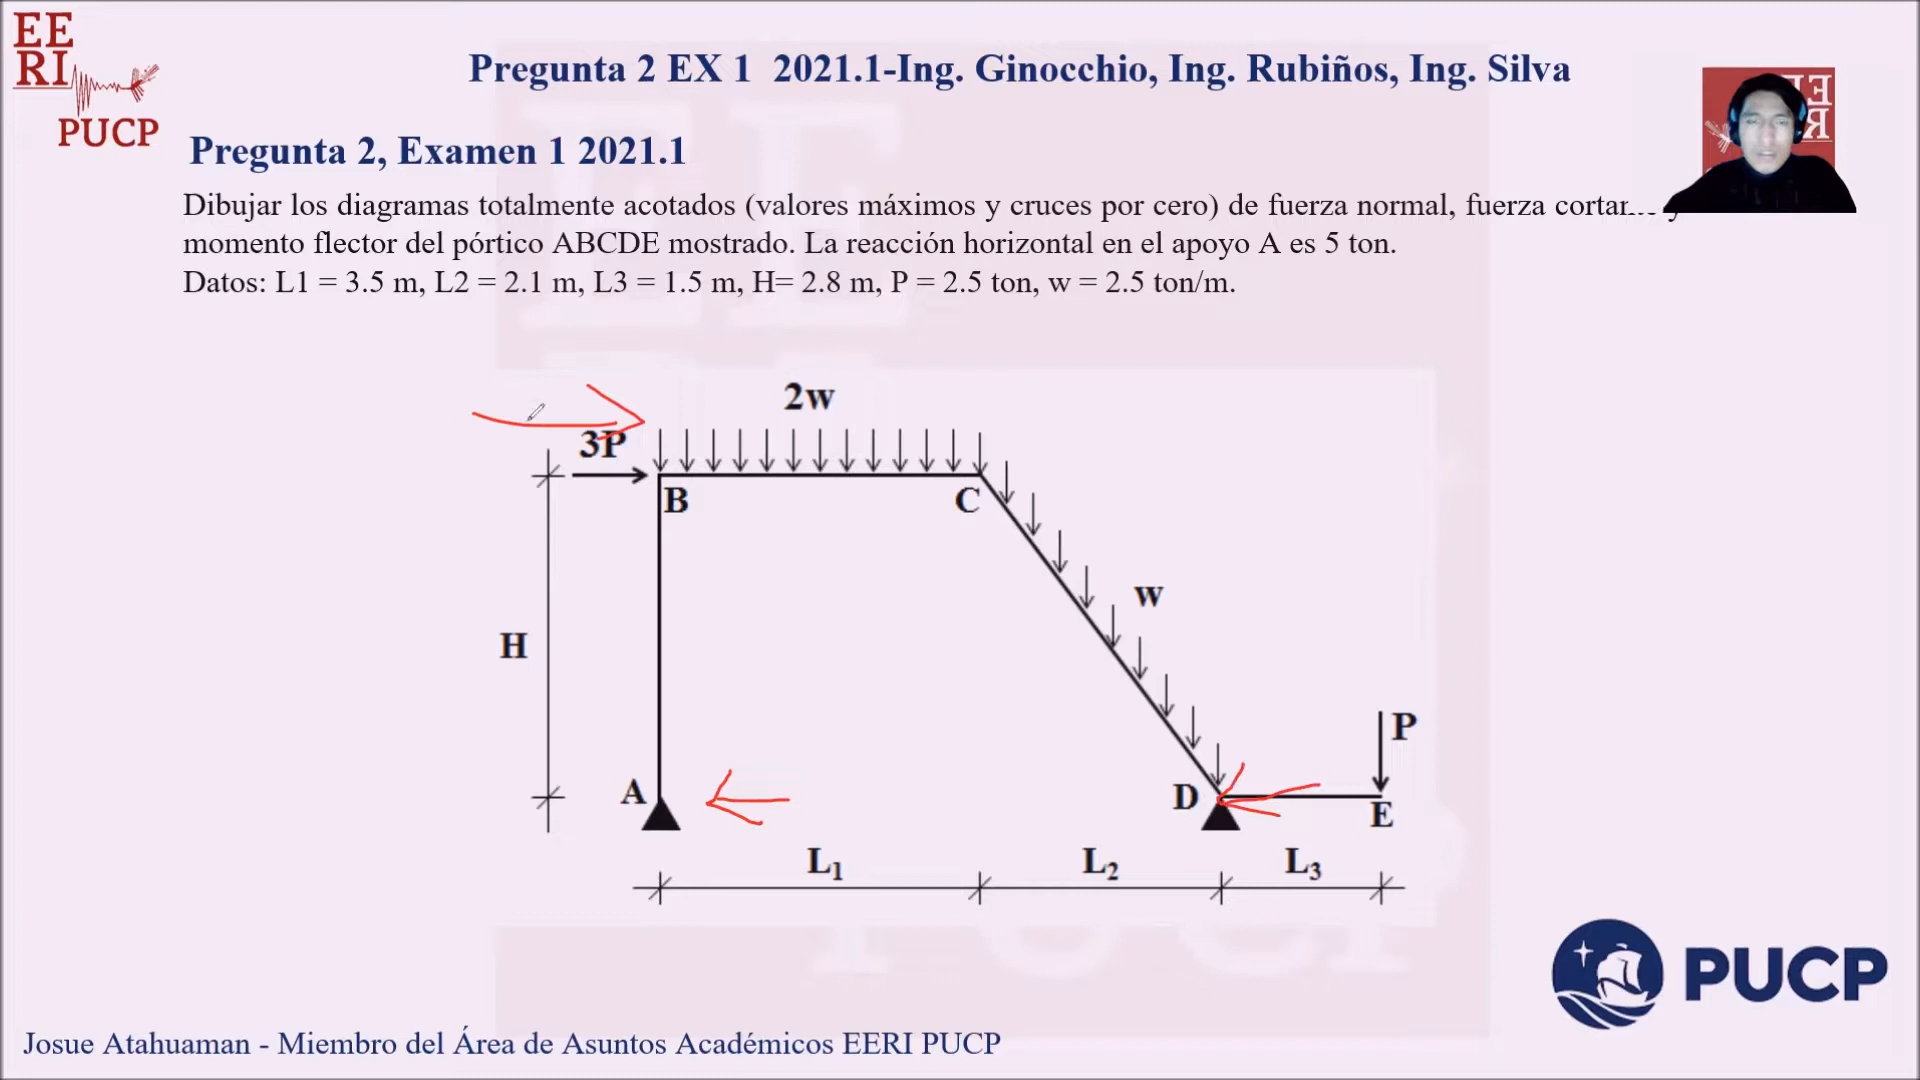 EE
RI
PUCP
Pregunta 2 EX 1 2021.1-Ing. Ginocchio, Ing. Rubiños, Ing. Silva
Pregunta 2, Examen 1 2021.1
Dibujar los diagramas totalmente acotados (valores máximos y cruces por cero) de fuerza normal, fuerza y
momento flector del pórtico ABCDE mostrado. La reacción horizontal en el apoyo A es 5 ton.
Datos: L1 = 3.5 m, L2 = 2.1 m, L3 = 1.5 m, H= 2.8 m, P = 2.5 ton, w = 2.5 ton/m.
2w
3P
B
C
w
H
P
A
D
E
L₁
L₂
L₃
PUCP
Josue Atahuaman - Miembro del Área de Asuntos Académicos EERI PUCP